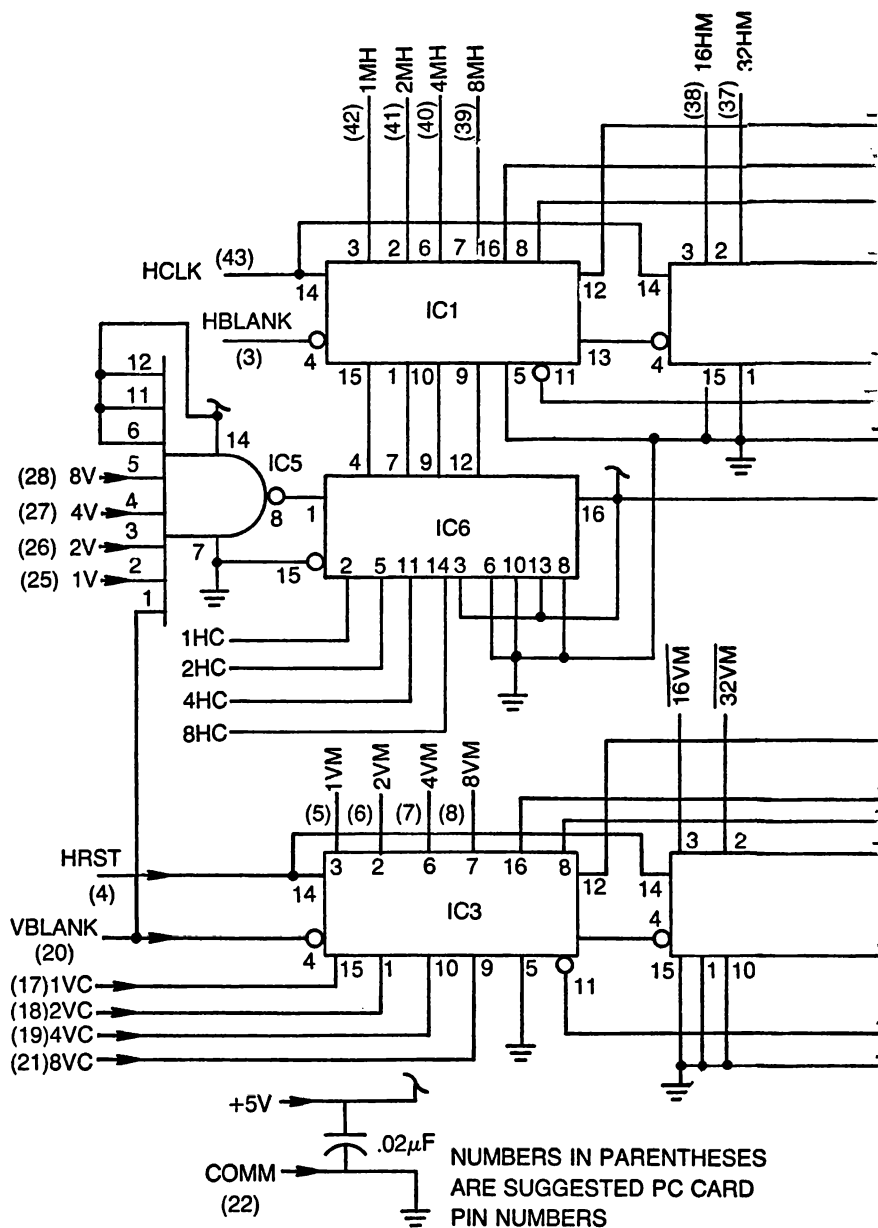 (42) 1MH
(41) 2MH
(40) 4MH
(39) 8MH
(38) 16HM
(37) 32HM
3 2 6 7 16 8
3 2
HCLK (43)
14
IC1
12
14
HBLANK
(3)
4
13
4
15 1 10 9 5 11
15 1
12
11
6
14
IC5
(28) 8V 5
(27) 4V 4
(26) 2V 3
(25) 1V 2
1
8
7
4 7 9 12
1
IC6
16
15
2 5 11 14 3 6 10 13 8
1HC
2HC
4HC
8HC
16VM
32VM
(5) 1VM
(6) 2VM
(7) 4VM
(8) 8VM
3 2 6 7 16 8
3 2
HRST
(4)
14
IC3
12
14
VBLANK
(20)
4
4
15 1 10 9 5 11
15 1 10
(17) 1VC
(18) 2VC
(19) 4VC
(21) 8VC
+5V
.02µF
COMM
(22)
NUMBERS IN PARENTHESES
ARE SUGGESTED PC CARD
PIN NUMBERS